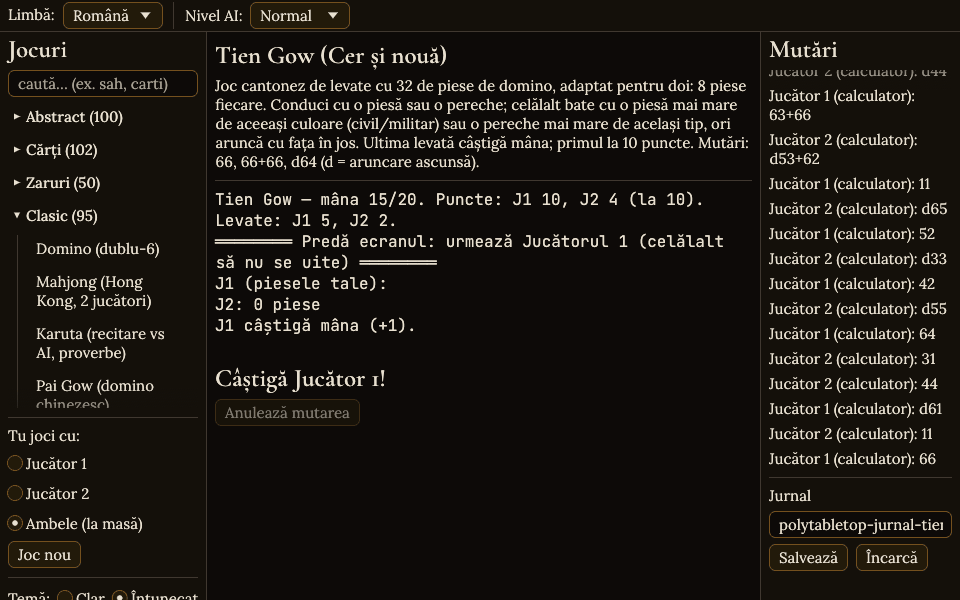 Limbă: Română ▼ Nivel AI: Normal ▼
Jocuri
caută... (ex. sah, carti)
▸ Abstract (100)
▸ Cărți (102)
▸ Zaruri (50)
▾ Clasic (95)
Domino (dublu-6)
Mahjong (Hong
Kong, 2 jucători)
Karuta (recitare vs
AI, proverbe)
Pai Gow (domino
chinezesc)
Tu joci cu:
Jucător 1
Jucător 2
Ambele (la masă)
Joc nou
Temă: Clar Întunecat
Tien Gow (Cer și nouă)
Joc cantonez de levate cu 32 de piese de domino, adaptat pentru doi: 8 piese
fiecare. Conduci cu o piesă sau o pereche; celălalt bate cu o piesă mai mare
de aceeași culoare (civil/militar) sau o pereche mai mare de același tip, ori
aruncă cu fața în jos. Ultima levată câștigă mâna; primul la 10 puncte. Mutări:
66, 66+66, d64 (d = aruncare ascunsă).
Tien Gow — mâna 15/20. Puncte: J1 10, J2 4 (la 10).
Levate: J1 5, J2 2.
════════ Predă ecranul: urmează Jucătorul 1 (celălalt
să nu se uite) ════════
J1 (piesele tale):
J2: 0 piese
J1 câștigă mâna (+1).
Câștigă Jucător 1!
Anulează mutarea
Mutări
Jucător 2 (calculator): d44
Jucător 1 (calculator):
63+66
Jucător 2 (calculator):
d53+62
Jucător 1 (calculator): 11
Jucător 2 (calculator): d65
Jucător 1 (calculator): 52
Jucător 2 (calculator): d33
Jucător 1 (calculator): 42
Jucător 2 (calculator): d55
Jucător 1 (calculator): 64
Jucător 2 (calculator): 31
Jucător 2 (calculator): 44
Jucător 1 (calculator): d61
Jucător 2 (calculator): 11
Jucător 1 (calculator): 66
Jurnal
polytabletop-jurnal-tien
Salvează Încarcă